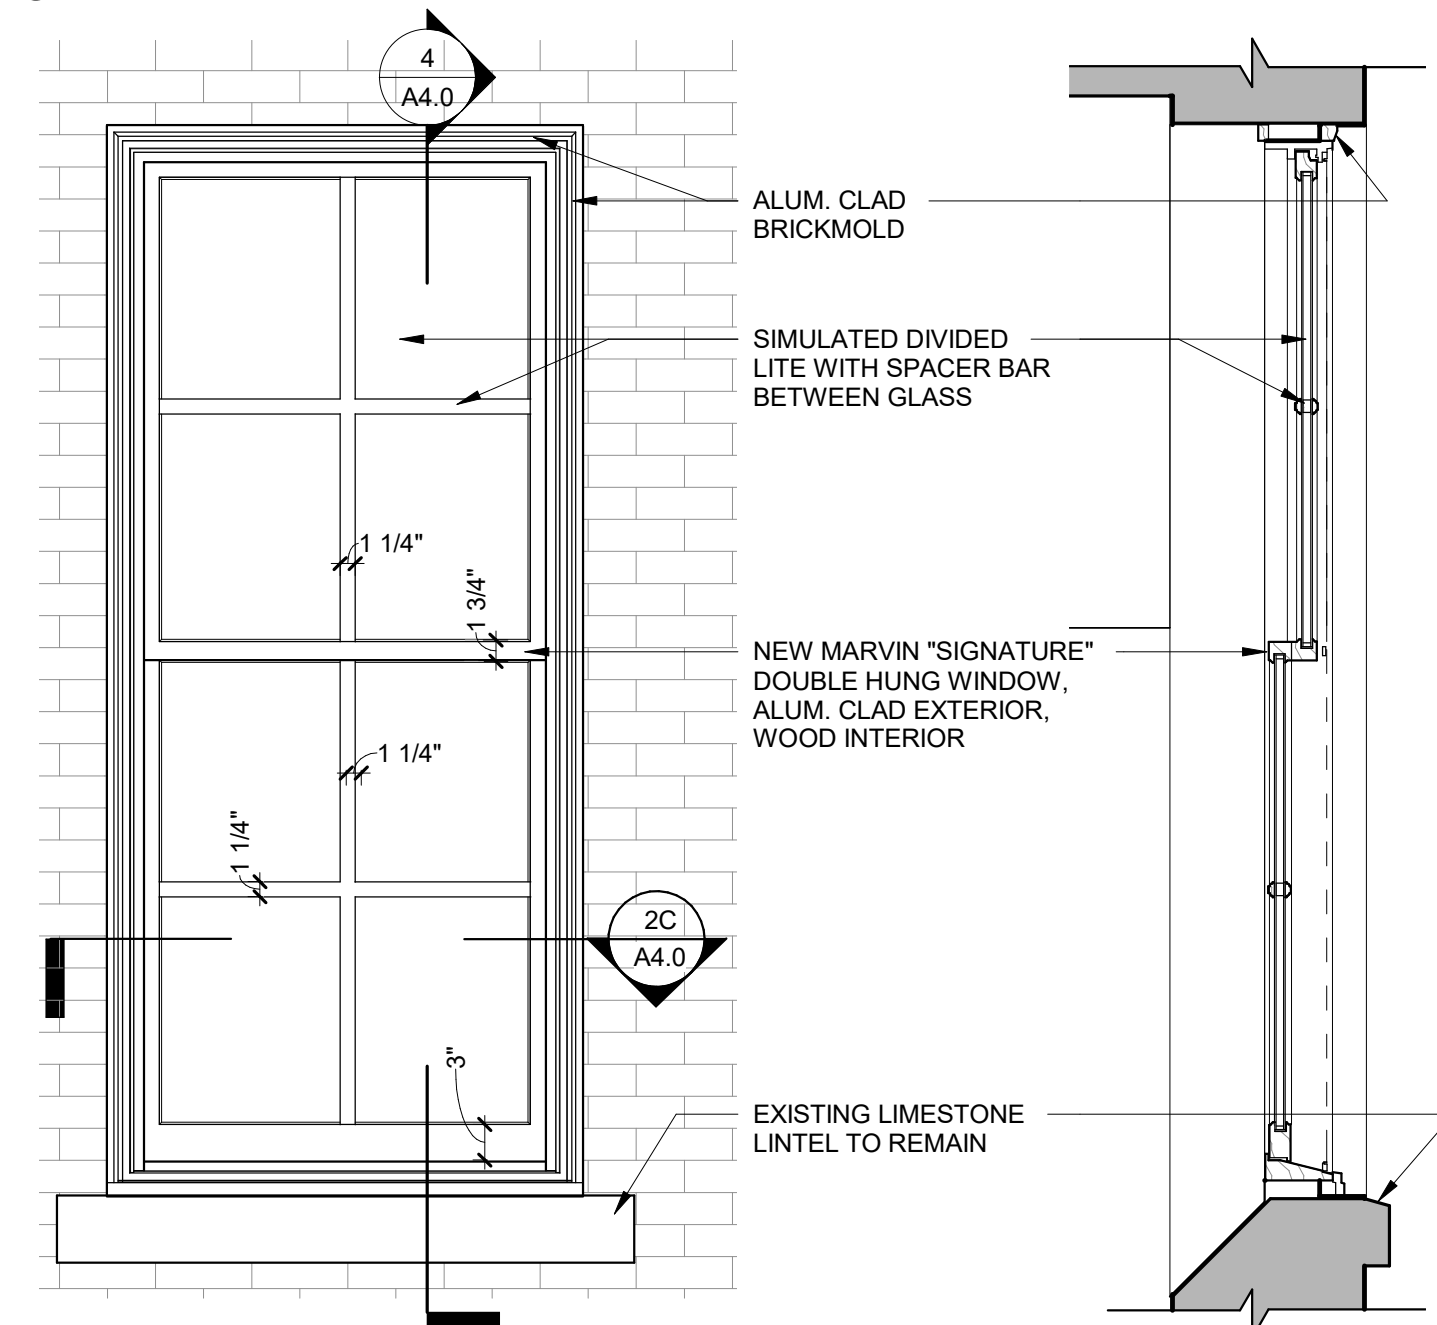 4
A4.0
ALUM. CLAD
BRICKMOLD
SIMULATED DIVIDED
LITE WITH SPACER BAR
BETWEEN GLASS
1 1/4"
1 3/4"
NEW MARVIN "SIGNATURE"
DOUBLE HUNG WINDOW,
ALUM. CLAD EXTERIOR,
WOOD INTERIOR
1 1/4"
1 1/4"
2C
A4.0
3"
EXISTING LIMESTONE
LINTEL TO REMAIN